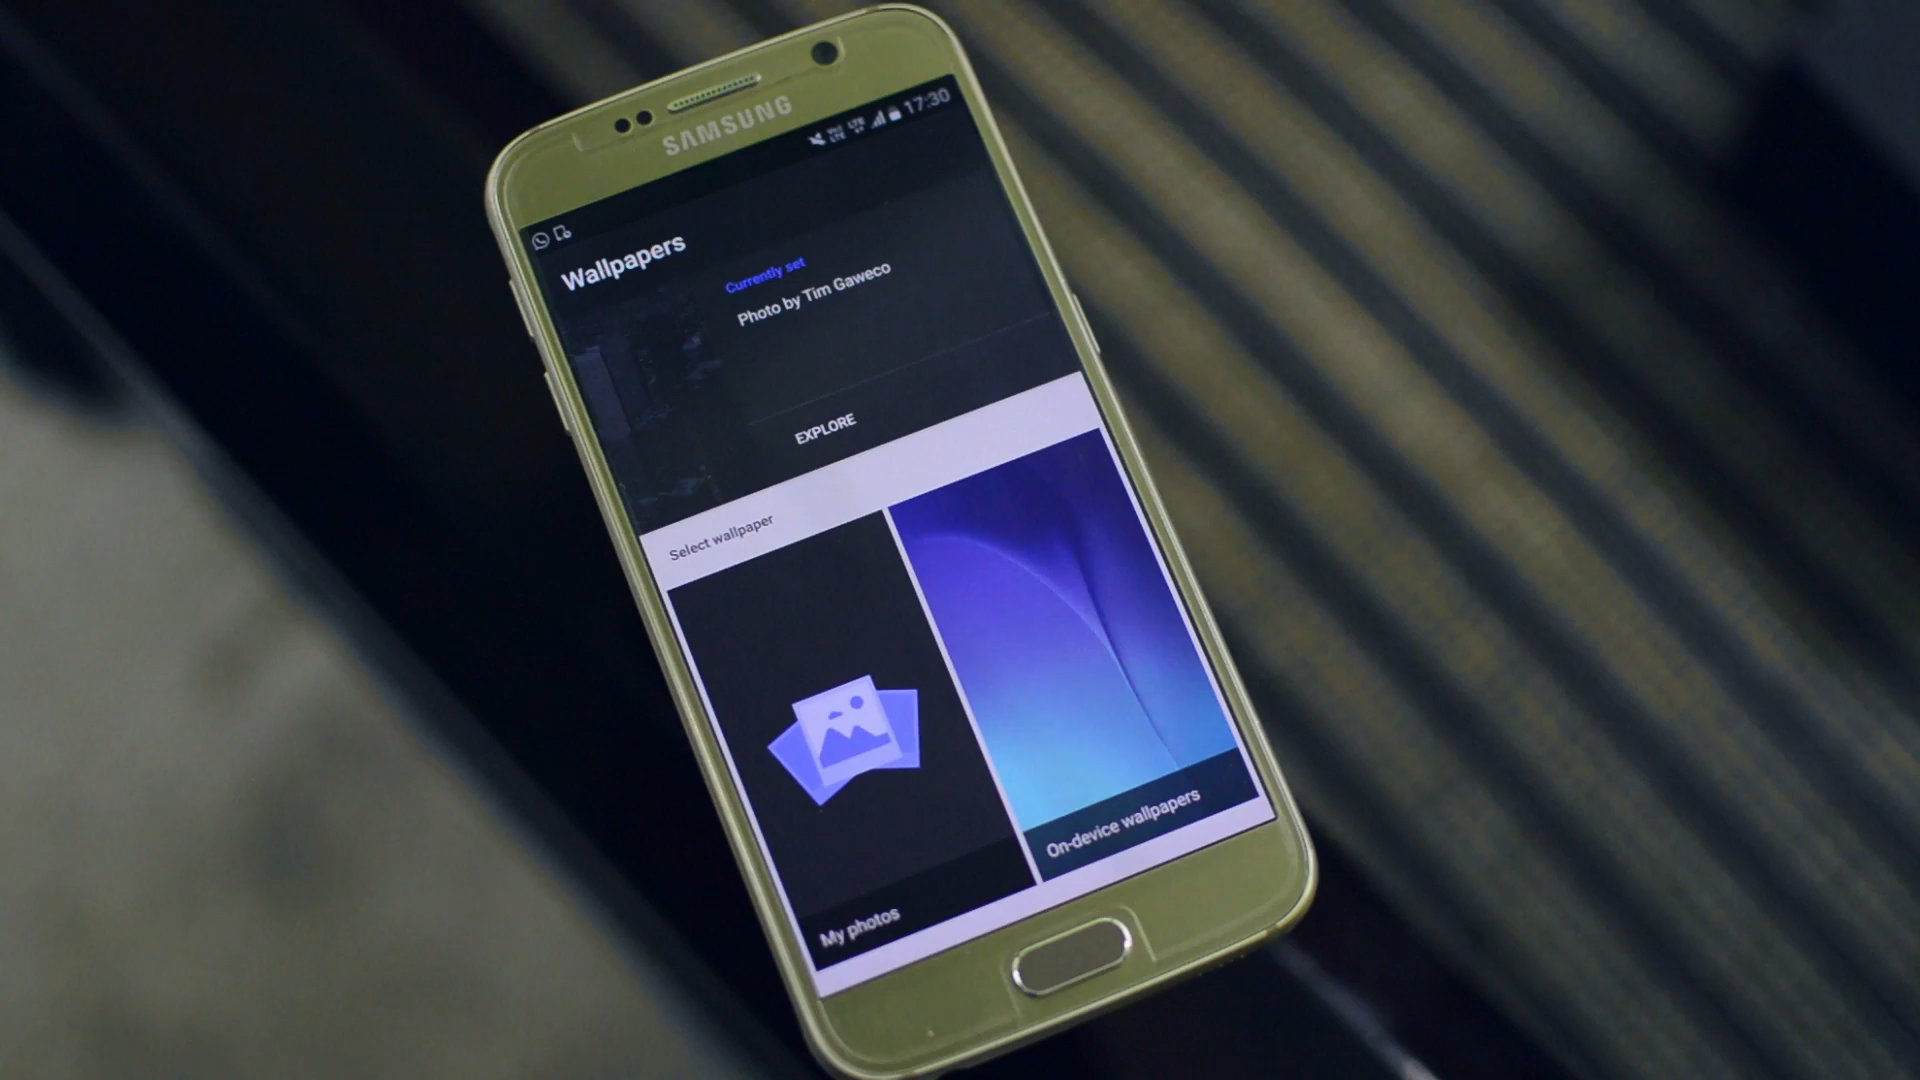 SAMSUNG
17:30
Wallpapers
Currently set
Photo by Tim Gaweco
EXPLORE
Select wallpaper
My photos
On-device wallpapers